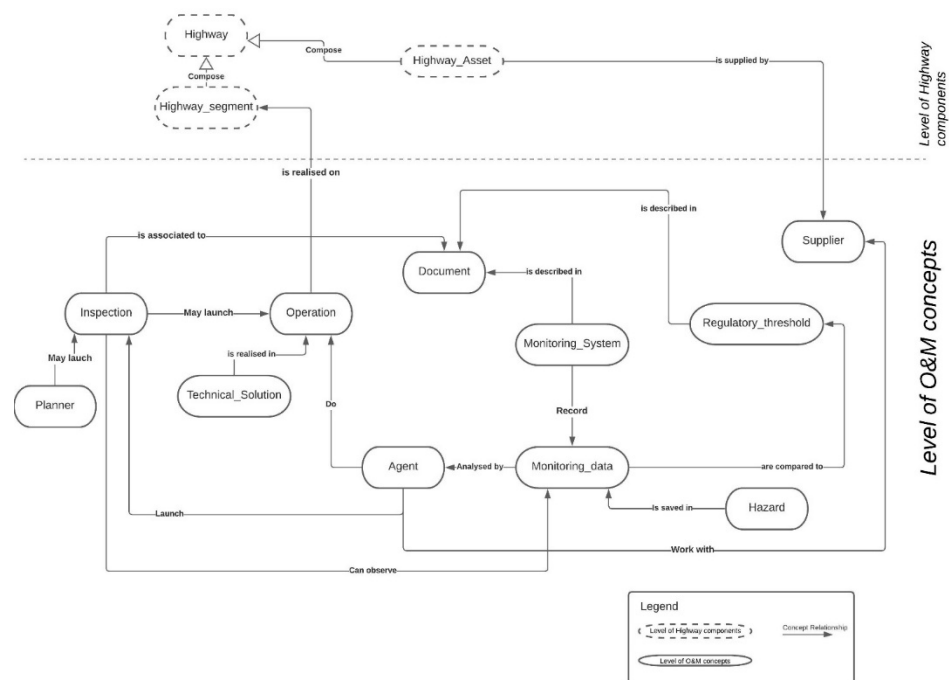 Highway
Compose
Highway_Asset
is supplied by
Compose
Highway_segment
Level of Highway
components
is realised on
is described in
is associated to
Supplier
Document
is described in
Inspection
May launch
Operation
Regulatory_threshold
Monitoring_System
May lauch
is realised in
Planner
Technical_Solution
Do
Record
Level of O&M concepts
Agent
Analysed by
Monitoring_data
are compared to
Is saved in
Hazard
Launch
Work with
Can observe
Legend
Level of Highway components
Concept Relationship
Level of O&M concepts